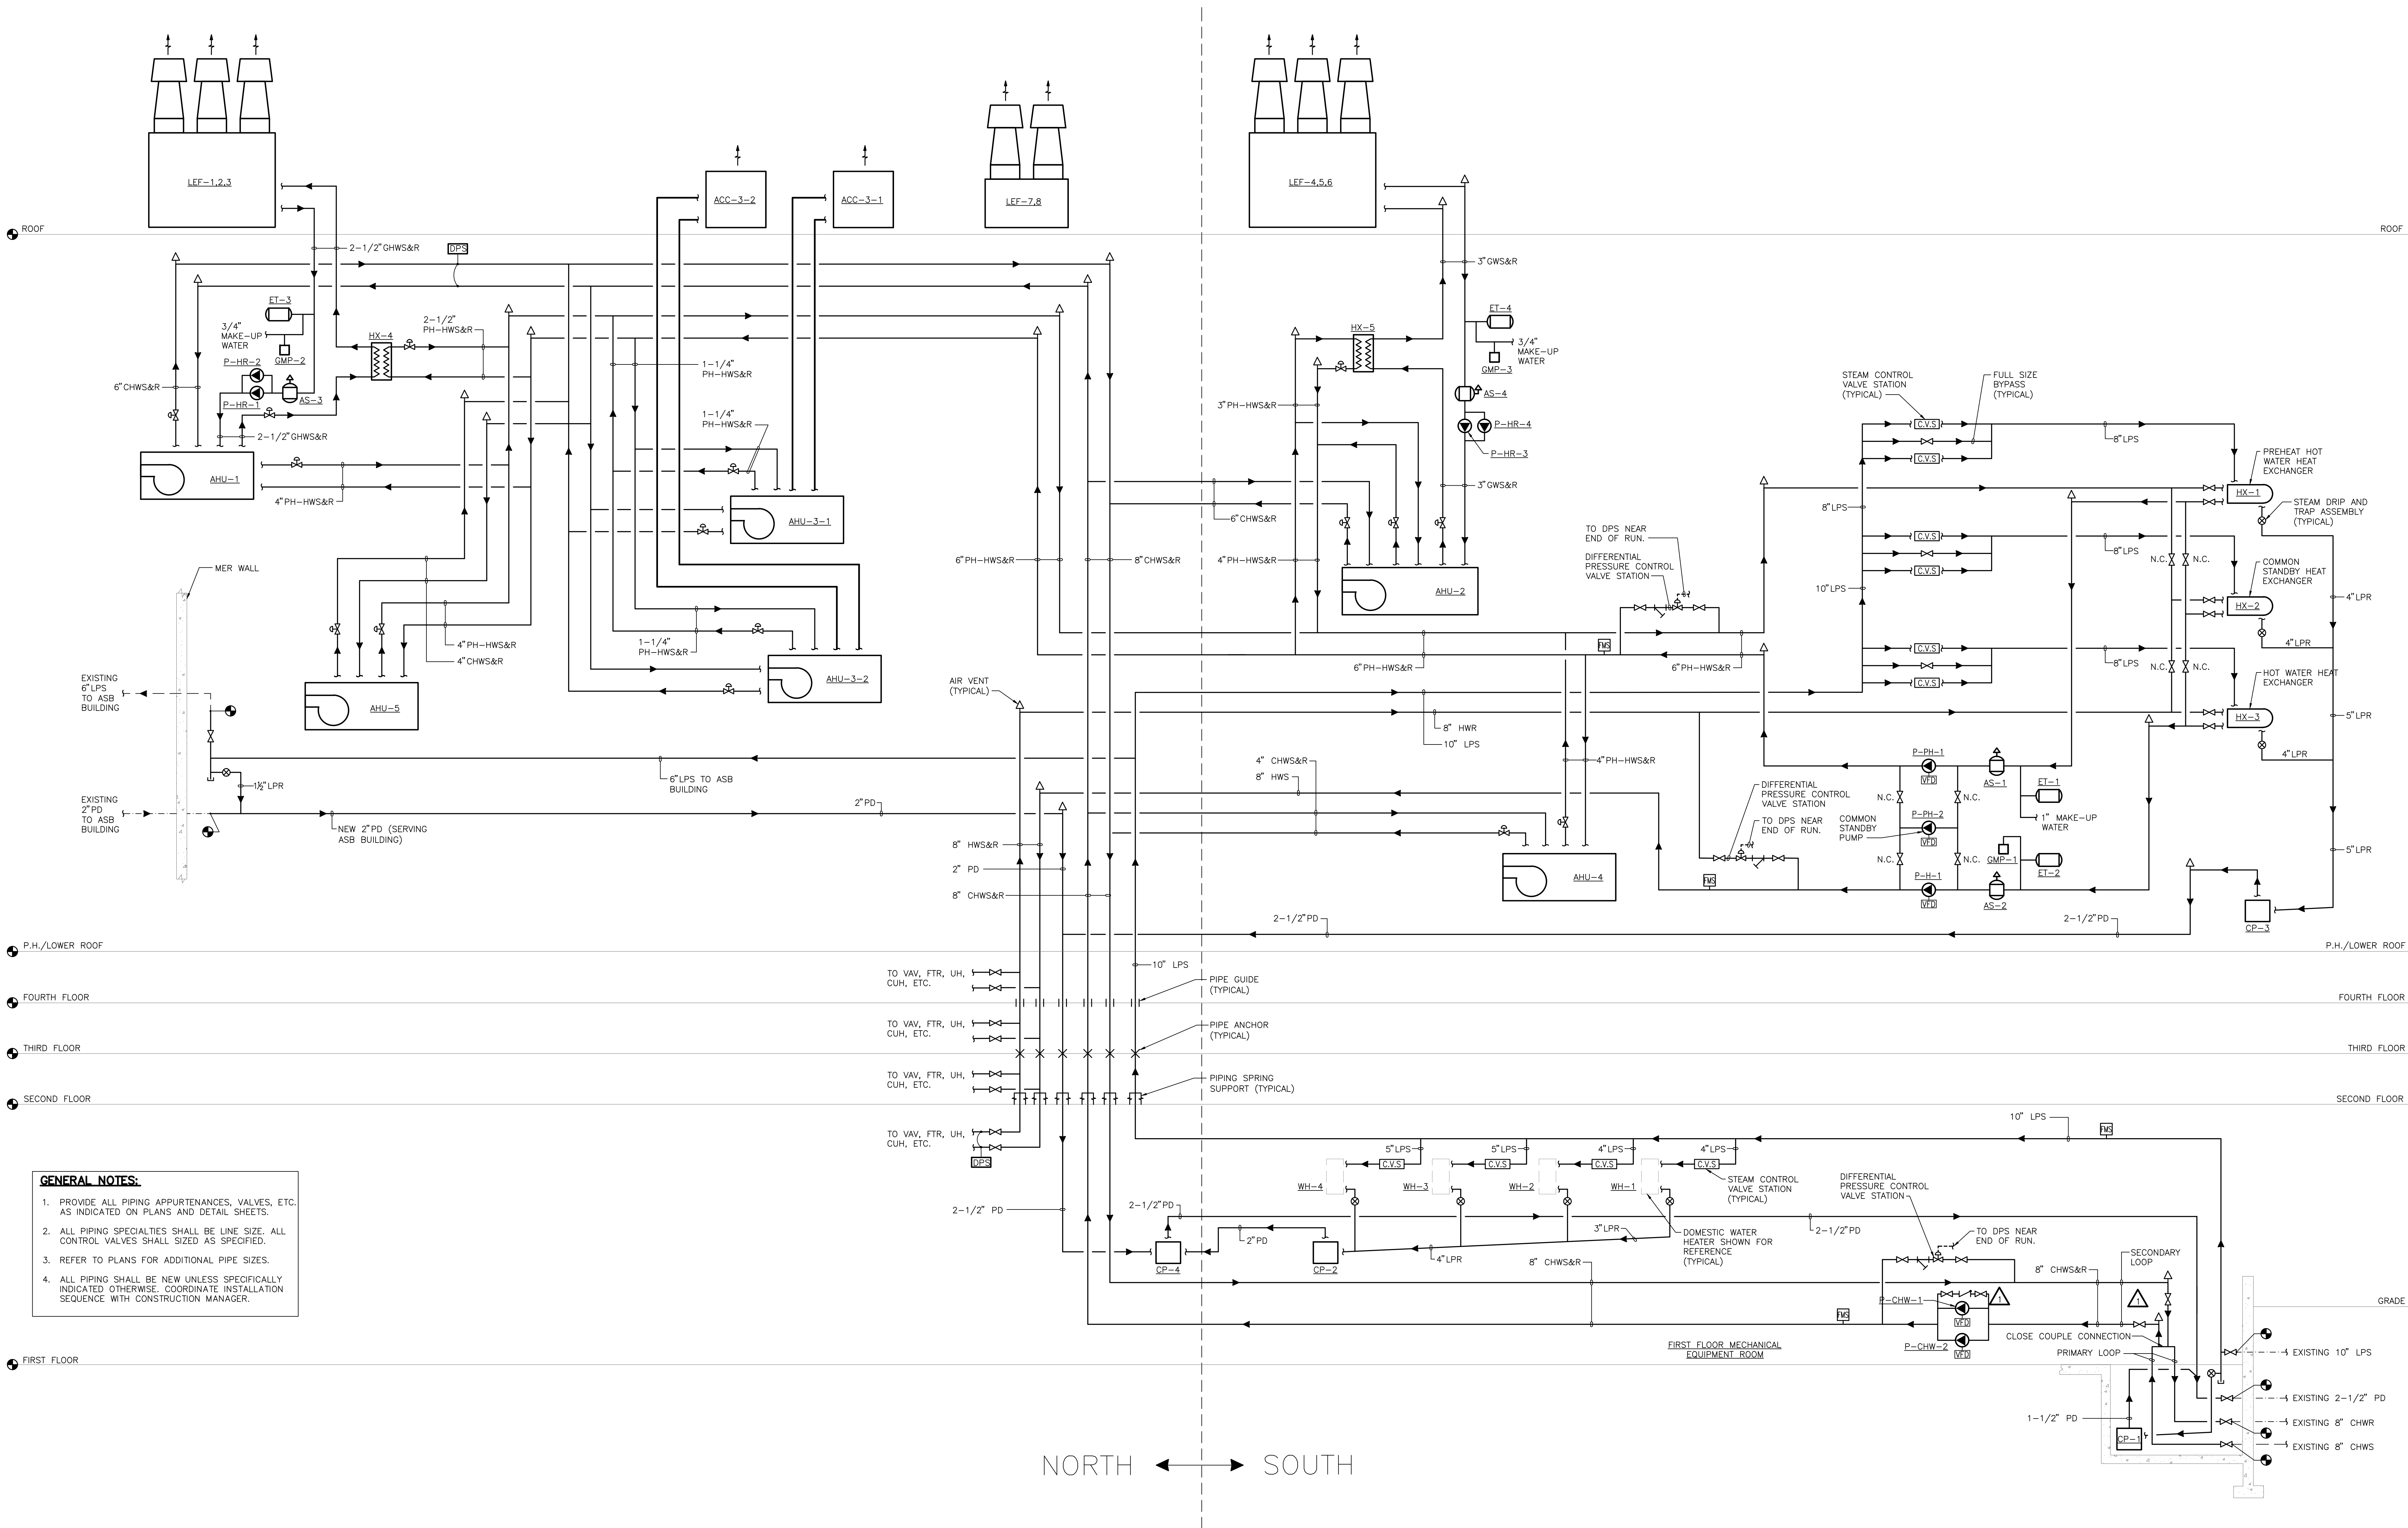 LEF-1,2,3
ACC-3-2
ACC-3-1
LEF-7,8
LEF-4,5,6
ROOF
ROOF
2-1/2" GHWS&R
DPS
3" GWS&R
ET-3
3/4"
MAKE-UP
WATER
GMP-2
HX-4
2-1/2"
PH-HWS&R
P-HR-2
P-HR-1
AS-3
6" CHWS&R
2-1/2" GHWS&R
AHU-1
4" PH-HWS&R
1-1/4"
PH-HWS&R
1-1/4"
PH-HWS&R
AHU-3-1
HX-5
ET-4
3/4"
MAKE-UP
WATER
GMP-3
AS-4
P-HR-4
P-HR-3
3" PH-HWS&R
3" GWS&R
6" CHWS&R
4" PH-HWS&R
AHU-2
6" PH-HWS&R
8" CHWS&R
TO DPS NEAR
END OF RUN.
DIFFERENTIAL
PRESSURE CONTROL
VALVE STATION
FMS
6" PH-HWS&R
6" PH-HWS&R
STEAM CONTROL
VALVE STATION
(TYPICAL)
FULL SIZE
BYPASS
(TYPICAL)
C.V.S
C.V.S
8" LPS
8" LPS
PREHEAT HOT
WATER HEAT
EXCHANGER
HX-1
STEAM DRIP AND
TRAP ASSEMBLY
(TYPICAL)
C.V.S
C.V.S
8" LPS
10" LPS
N.C.
N.C.
COMMON
STANDBY HEAT
EXCHANGER
HX-2
4" LPR
4" LPR
C.V.S
C.V.S
8" LPS
N.C.
N.C.
HOT WATER HEAT
EXCHANGER
HX-3
5" LPR
4" LPR
MER WALL
4" PH-HWS&R
4" CHWS&R
AHU-5
1-1/4"
PH-HWS&R
AHU-3-2
AIR VENT
(TYPICAL)
EXISTING
6" LPS
TO ASB
BUILDING
6" LPS TO ASB
BUILDING
1½" LPR
EXISTING
2" PD
TO ASB
BUILDING
NEW 2" PD (SERVING
ASB BUILDING)
2" PD
8" HWR
10" LPS
4" CHWS&R
8" HWS
4" PH-HWS&R
8" HWS&R
2" PD
8" CHWS&R
AHU-4
DIFFERENTIAL
PRESSURE CONTROL
VALVE STATION
TO DPS NEAR
END OF RUN.
FMS
P-PH-1
VFD
AS-1
ET-1
1" MAKE-UP
WATER
N.C.
N.C.
COMMON
STANDBY
PUMP
P-PH-2
VFD
N.C.
N.C.
GMP-1
ET-2
P-H-1
VFD
AS-2
5" LPR
CP-3
2-1/2" PD
2-1/2" PD
P.H./LOWER ROOF
P.H./LOWER ROOF
TO VAV, FTR, UH,
CUH, ETC.
10" LPS
PIPE GUIDE
(TYPICAL)
FOURTH FLOOR
FOURTH FLOOR
TO VAV, FTR, UH,
CUH, ETC.
PIPE ANCHOR
(TYPICAL)
THIRD FLOOR
THIRD FLOOR
TO VAV, FTR, UH,
CUH, ETC.
PIPING SPRING
SUPPORT (TYPICAL)
SECOND FLOOR
SECOND FLOOR
TO VAV, FTR, UH,
CUH, ETC.
DPS
10" LPS
FMS
5" LPS
5" LPS
4" LPS
4" LPS
C.V.S
C.V.S
C.V.S
C.V.S
WH-4
WH-3
WH-2
WH-1
STEAM CONTROL
VALVE STATION
(TYPICAL)
2-1/2" PD
2-1/2" PD
2" PD
3" LPR
4" LPR
CP-4
CP-2
2-1/2" PD
DOMESTIC WATER
HEATER SHOWN FOR
REFERENCE
(TYPICAL)
DIFFERENTIAL
PRESSURE CONTROL
VALVE STATION
TO DPS NEAR
END OF RUN.
8" CHWS&R
8" CHWS&R
SECONDARY
LOOP
FMS
P-CHW-1
VFD
1
1
P-CHW-2
VFD
CLOSE COUPLE CONNECTION
PRIMARY LOOP
FIRST FLOOR MECHANICAL
EQUIPMENT ROOM
GRADE
FIRST FLOOR
EXISTING 10" LPS
EXISTING 2-1/2" PD
EXISTING 8" CHWR
EXISTING 8" CHWS
1-1/2" PD
CP-1
GENERAL NOTES:
1. PROVIDE ALL PIPING APPURTENANCES, VALVES, ETC.
AS INDICATED ON PLANS AND DETAIL SHEETS.
2. ALL PIPING SPECIALTIES SHALL BE LINE SIZE. ALL
CONTROL VALVES SHALL SIZED AS SPECIFIED.
3. REFER TO PLANS FOR ADDITIONAL PIPE SIZES.
4. ALL PIPING SHALL BE NEW UNLESS SPECIFICALLY
INDICATED OTHERWISE. COORDINATE INSTALLATION
SEQUENCE WITH CONSTRUCTION MANAGER.
NORTH
SOUTH